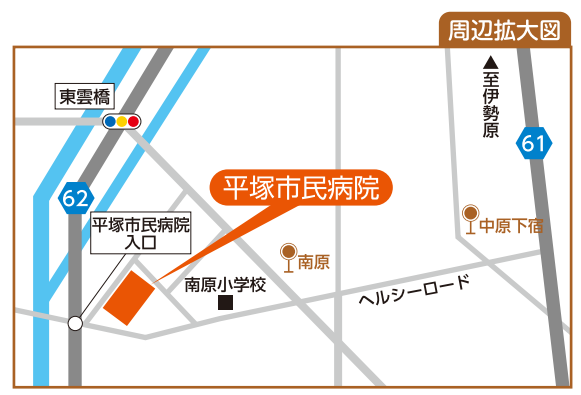 周辺拡大図
▲至伊勢原
東雲橋
61
平塚市民病院
62
平塚市民病院
入口
中原下宿
南原
南原小学校
ヘルシーロード